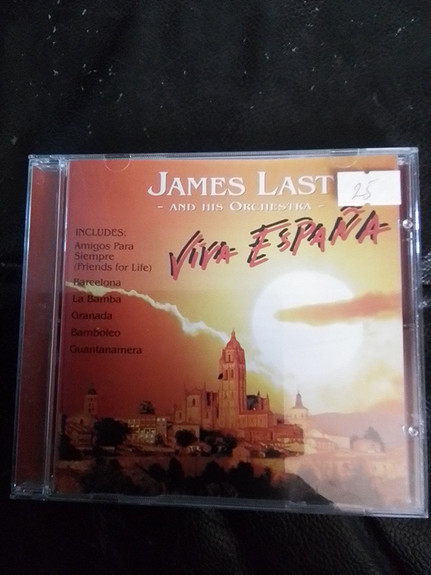 JAMES LAST
- AND HIS ORCHESTRA -
25
VIVA ESPAÑA
INCLUDES:
Amigos Para
Siempre
(Friends for Life)
Barcelona
La Bamba
Granada
Bamboleo
Guantanamera